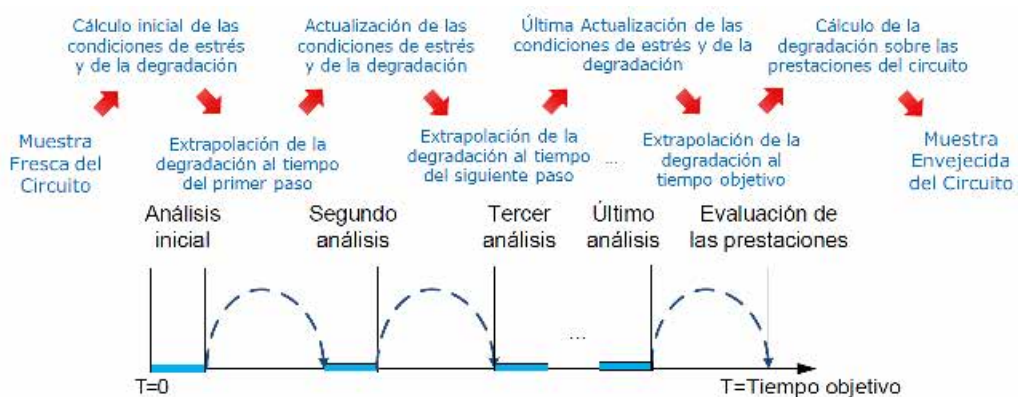 Cálculo inicial de las
condiciones de estrés
y de la degradación
Actualización de las
condiciones de estrés
y de la degradación
Última Actualización de las
condiciones de estrés y de la
degradación
Cálculo de la
degradación sobre las
prestaciones del circuito
Muestra
Fresca del
Circuito
Extrapolación de la
degradación al tiempo
del primer paso
Extrapolación de la
degradación al tiempo
del siguiente paso
...
Extrapolación de la
degradación al
tiempo objetivo
Muestra
Envejecida
del Circuito
Análisis
inicial
Segundo
análisis
Tercer
análisis
Último
análisis
Evaluación de
las prestaciones
...
T=0
T=Tiempo objetivo